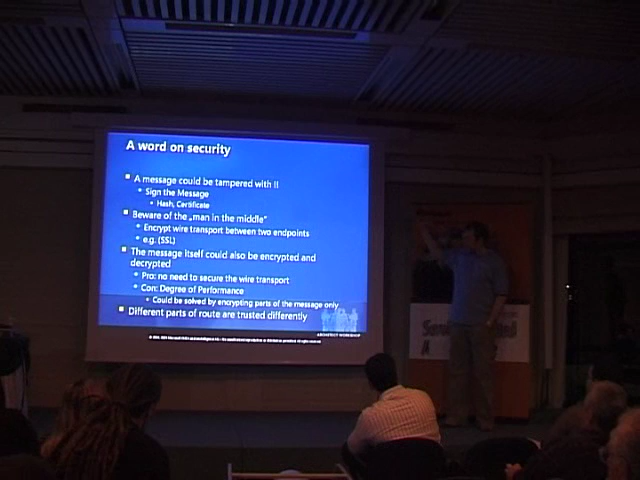 A word on security
A message could be tampered with !!
Sign the Message
Hash, Certificate
Beware of the „man in the middle"
Encrypt wire transport between two endpoints
e.g. (SSL)
The message itself could also be encrypted and
decrypted
Pro: no need to secure the wire transport
Con: Degree of Performance
Could be solved by encrypting parts of the message only
Different parts of route are trusted differently
ARCHITECT WORKSHOP